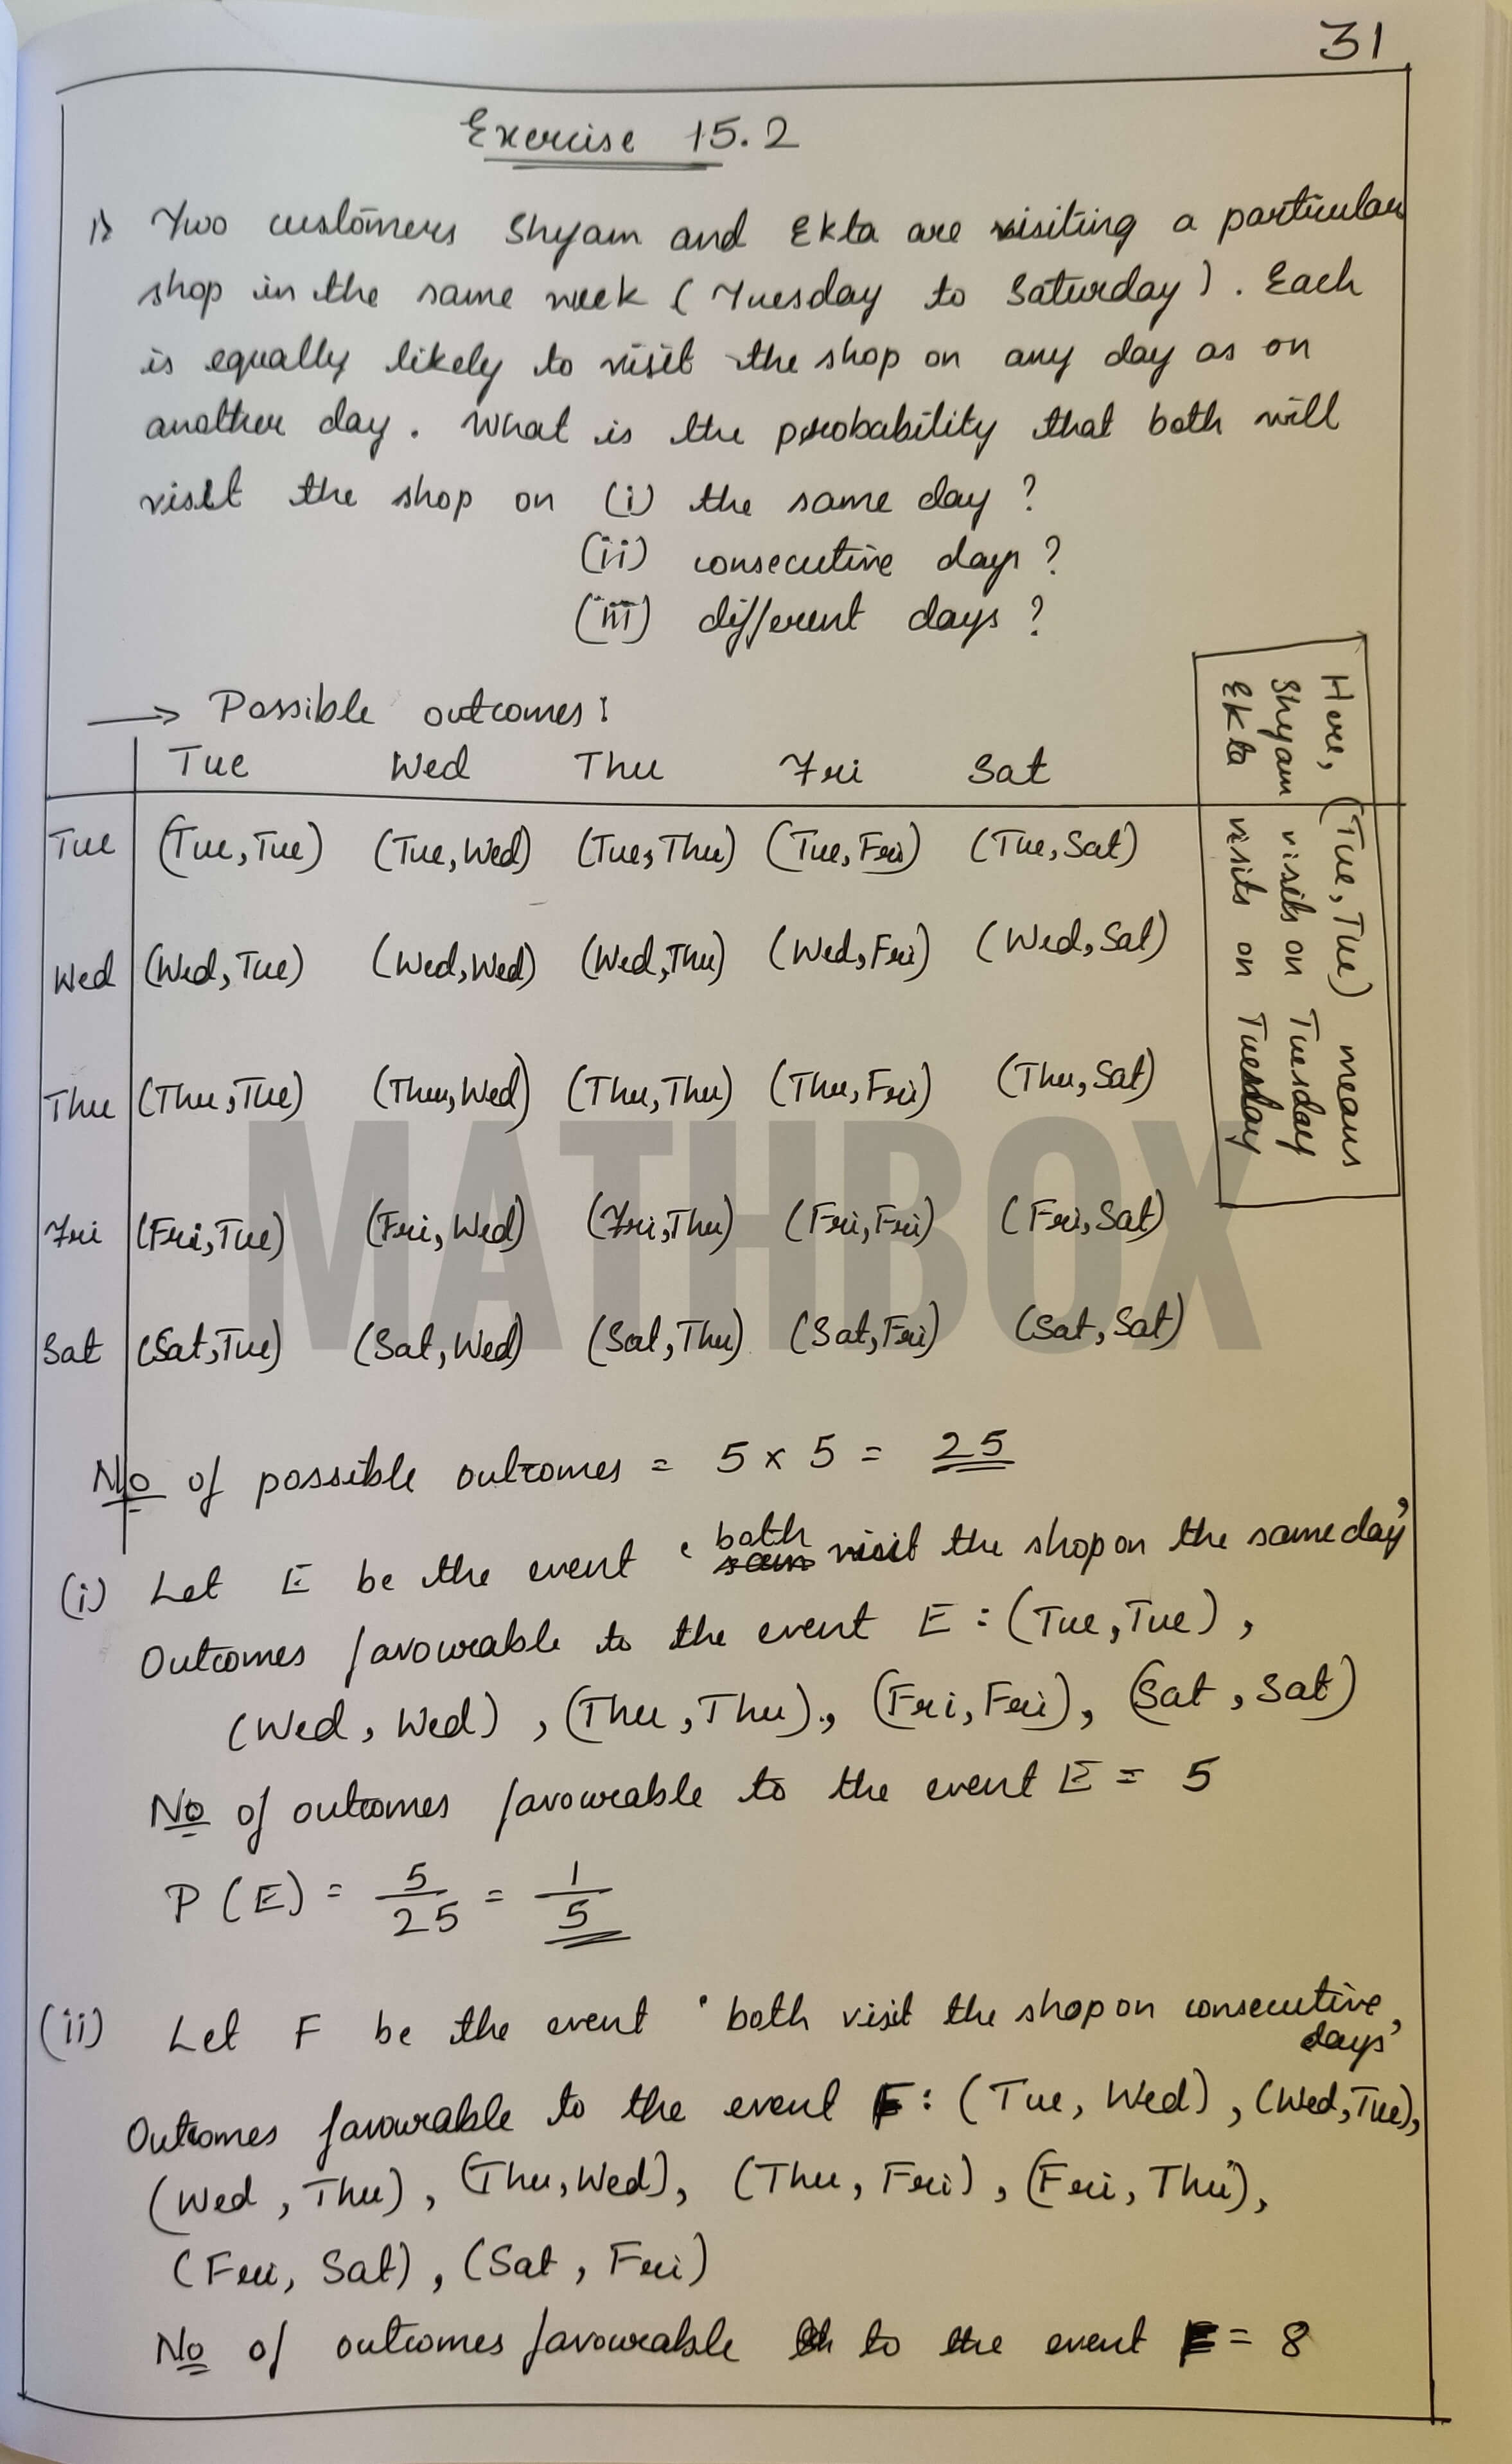 31
Exercise 15.2
1) Two customers Shyam and Ekta are visiting a particular
shop in the same week (Tuesday to Saturday). Each
is equally likely to visit the shop on any day as on
another day. What is the probability that both will
visit the shop on (i) the same day?
(ii) consecutive days?
(iii) different days?
→ Possible outcomes:
Tue Wed Thu Fri Sat
Tue (Tue, Tue) (Tue, Wed) (Tue, Thu) (Tue, Fri) (Tue, Sat)
Wed (Wed, Tue) (Wed, Wed) (Wed, Thu) (Wed, Fri) (Wed, Sat)
Thu (Thu, Tue) (Thu, Wed) (Thu, Thu) (Thu, Fri) (Thu, Sat)
Fri (Fri, Tue) (Fri, Wed) (Fri, Thu) (Fri, Fri) (Fri, Sat)
Sat (Sat, Tue) (Sat, Wed) (Sat, Thu) (Sat, Fri) (Sat, Sat)
Here, (Tue, Tue) means
Shyam visits on Tuesday
Ekta visits on Tuesday
MATHBOX
No of possible outcomes = 5 × 5 = 25
(i) Let E be the event ' both visit the shop on the same day'
Outcomes favourable to the event E : (Tue, Tue),
(Wed, Wed), (Thu, Thu), (Fri, Fri), (Sat, Sat)
No of outcomes favourable to the event E = 5
P(E) = 5/25 = 1/5
(ii) Let F be the event ' both visit the shop on consecutive
days'
Outcomes favourable to the event F : (Tue, Wed), (Wed, Tue),
(Wed, Thu), (Thu, Wed), (Thu, Fri), (Fri, Thu),
(Fri, Sat), (Sat, Fri)
No of outcomes favourable to the event F = 8